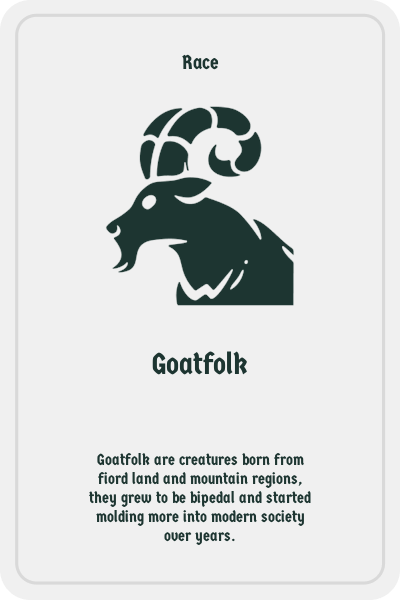 Race
Goatfolk
Goatfolk are creatures born from
fiord land and mountain regions,
they grew to be bipedal and started
molding more into modern society
over years.